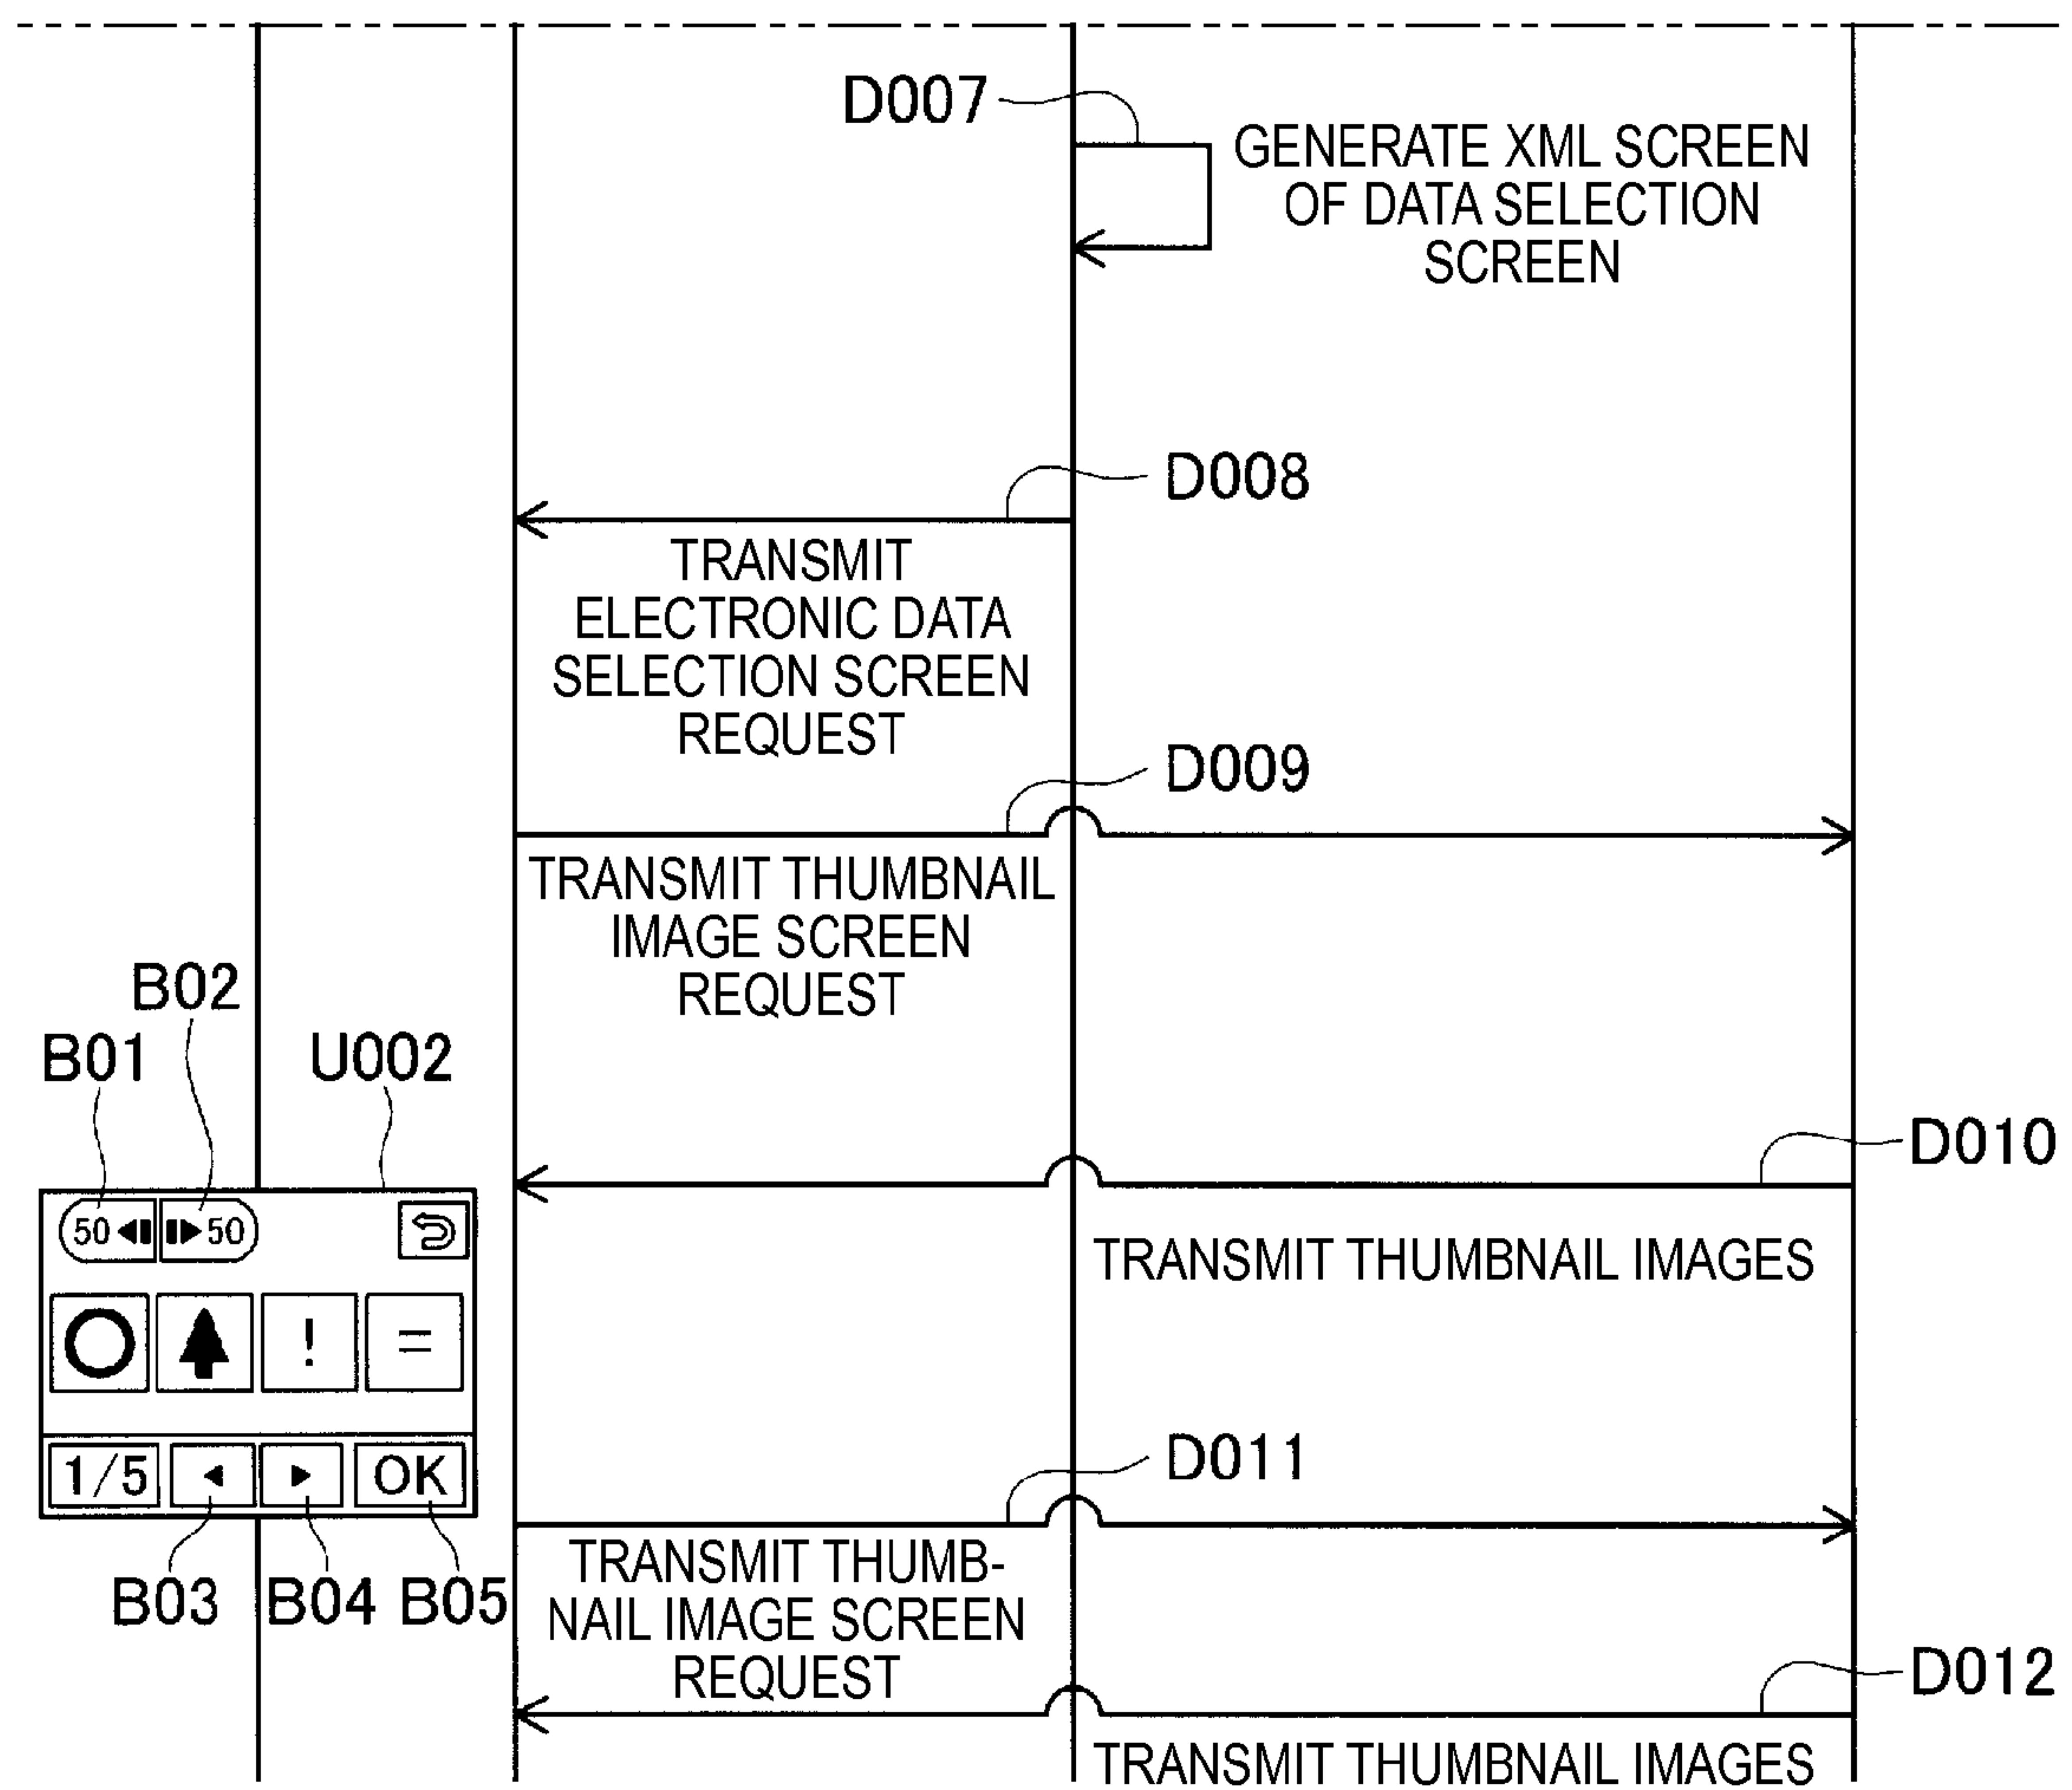 D007
GENERATE XML SCREEN
OF DATA SELECTION
SCREEN
D008
TRANSMIT
ELECTRONIC DATA
SELECTION SCREEN
REQUEST
D009
TRANSMIT THUMBNAIL
IMAGE SCREEN
REQUEST
B02
B01
U002
D010
50
50
TRANSMIT THUMBNAIL IMAGES
!
=
D011
1/5
OK
TRANSMIT THUMB-
NAIL IMAGE SCREEN
REQUEST
B03
B04
B05
D012
TRANSMIT THUMBNAIL IMAGES